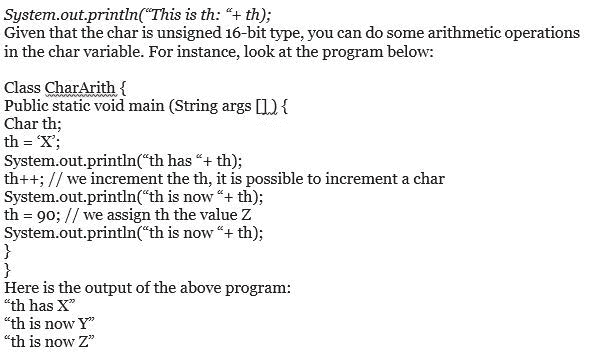 System.out.println(“This is th: “+ th);
Given that the char is unsigned 16-bit type, you can do some arithmetic operations
in the char variable. For instance, look at the program below:
Class CharArith {
Public static void main (String args []) {
Char th;
th = ‘X’;
System.out.println(“th has “+ th);
th++; // we increment the th, it is possible to increment a char
System.out.println(“th is now “+ th);
th = 90; // we assign th the value Z
System.out.println(“th is now “+ th);
}
}
Here is the output of the above program:
“th has X”
“th is now Y”
“th is now Z”